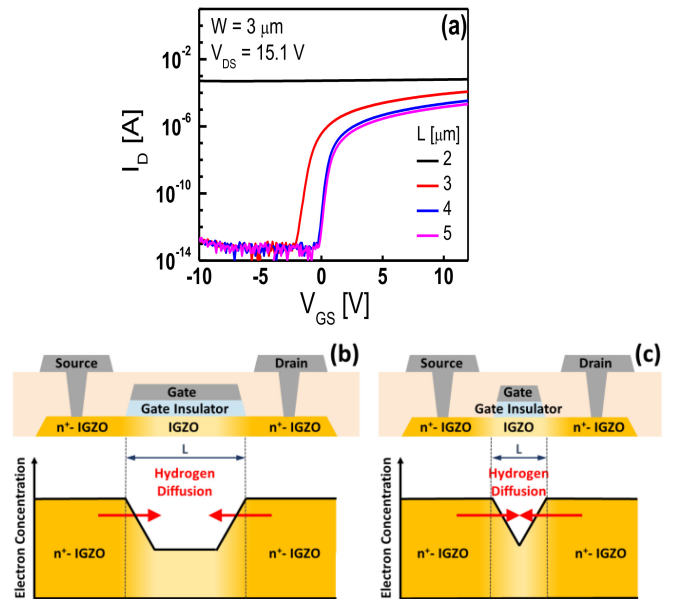 W = 3 μm
V_DS = 15.1 V
(a)
10^-2
10^-6
10^-10
10^-14
I_D [A]
L [μm]
2
3
4
5
-10
-5
0
5
10
V_GS [V]
(b)
Source
Drain
Gate
Gate Insulator
n⁺- IGZO
IGZO
n⁺- IGZO
L
Hydrogen
Diffusion
Electron Concentration
n⁺- IGZO
n⁺- IGZO
(c)
Source
Drain
Gate
Gate Insulator
n⁺- IGZO
IGZO
n⁺- IGZO
L
Hydrogen
Diffusion
Electron Concentration
n⁺- IGZO
n⁺- IGZO